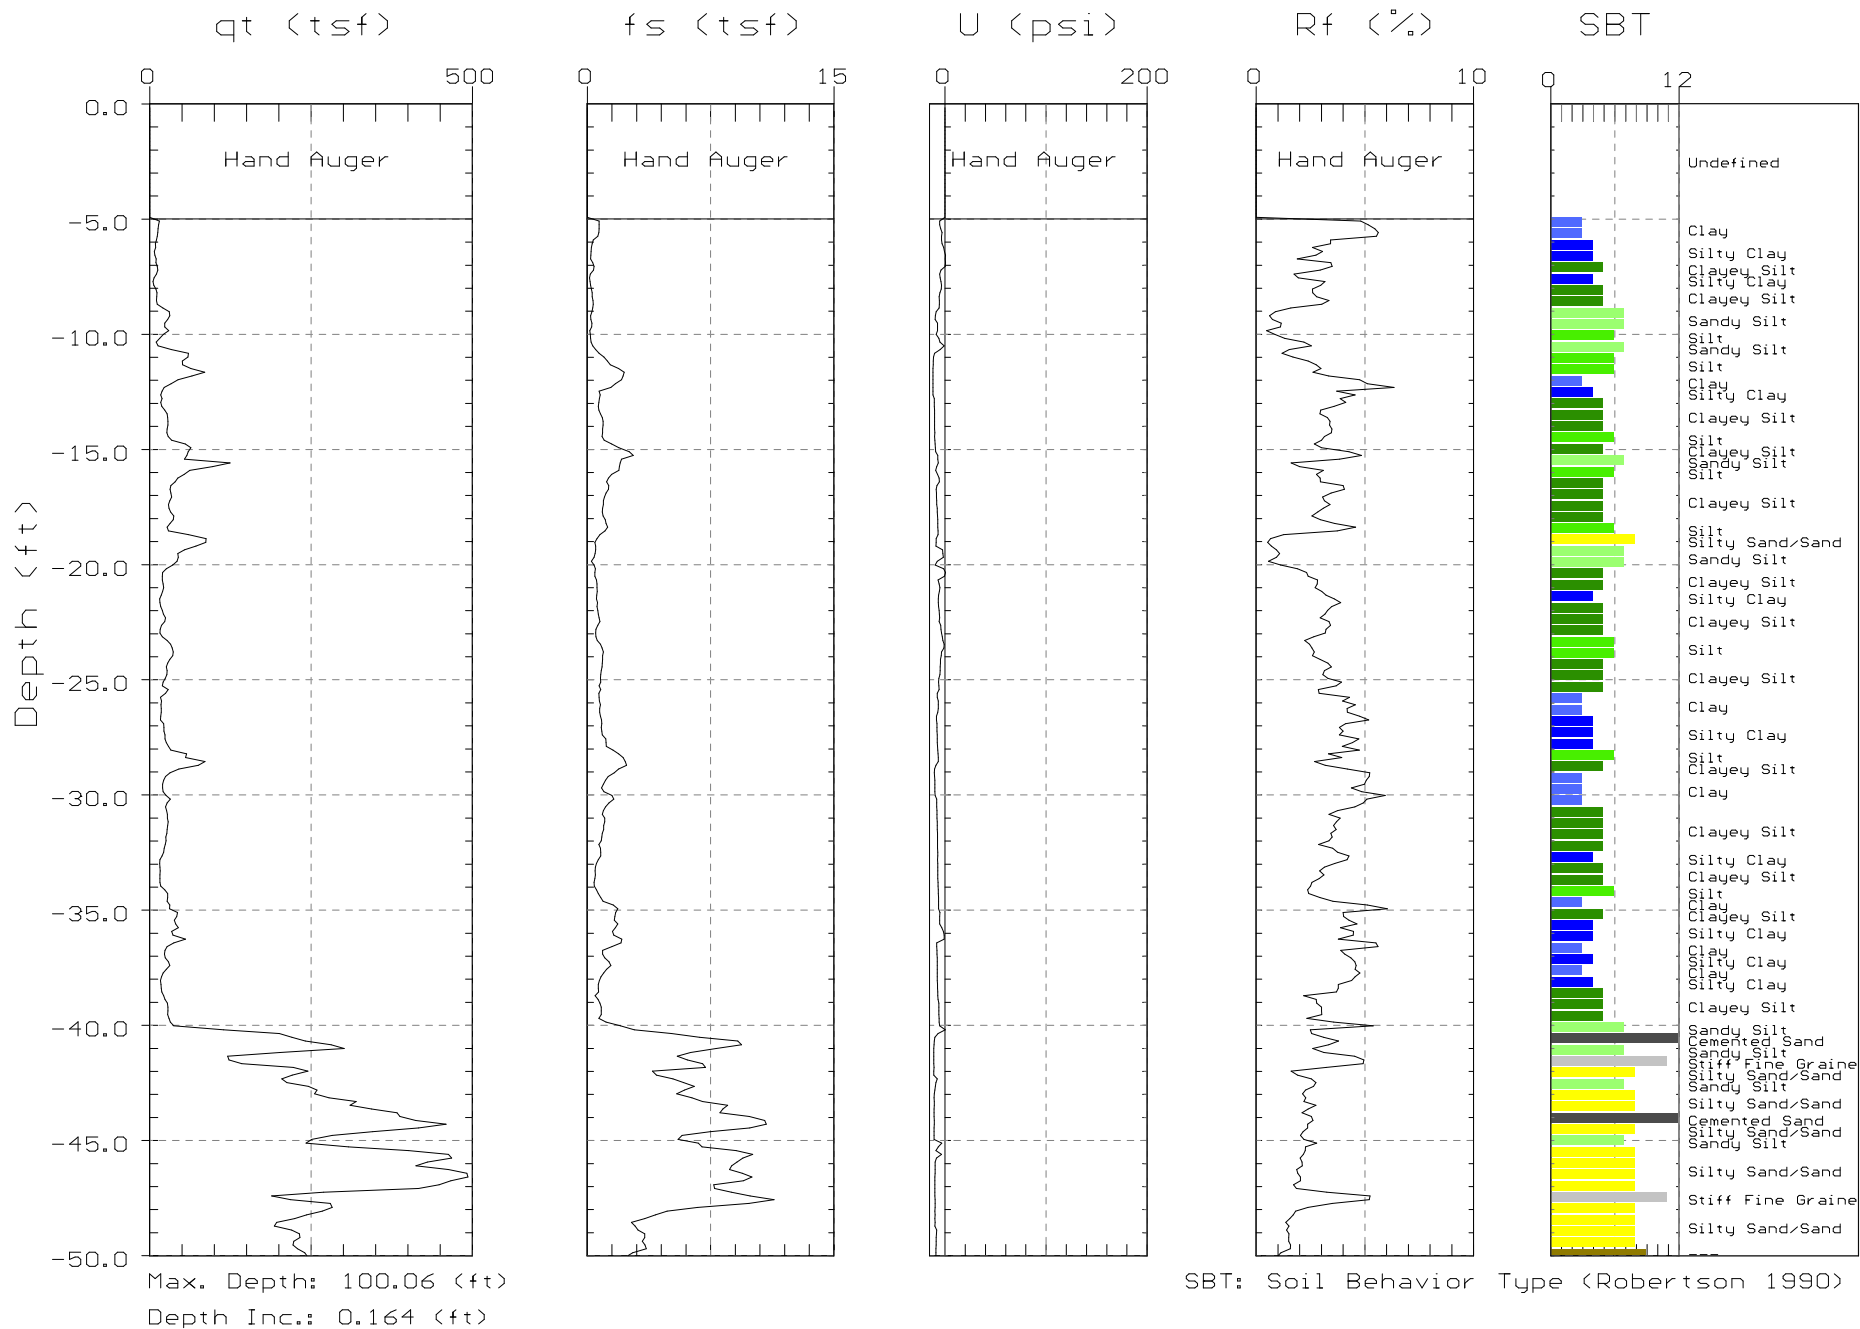 qt (tsf) fs (tsf) U (psi) Rf (%) SBT
0 500 0 15 0 200 0 10 0 12
0.0
Hand Auger Hand Auger Hand Auger Hand Auger
Undefined
-5.0
Clay
Silty Clay
Clayey Silt
Silty Clay
Clayey Silt
Sandy Silt
-10.0
Silt
Sandy Silt
Silt
Clay
Silty Clay
Clayey Silt
Silt
-15.0
Clayey Silt
Sandy Silt
Silt
Clayey Silt
Silt
Silty Sand/Sand
Sandy Silt
-20.0
Clayey Silt
Silty Clay
Clayey Silt
Silt
Clayey Silt
-25.0
Depth (ft)
Clay
Silty Clay
Silt
Clayey Silt
Clay
-30.0
Clayey Silt
Silty Clay
Clayey Silt
Silt
Clay
-35.0
Clayey Silt
Silty Clay
Clay
Silty Clay
Clay
Silty Clay
Clayey Silt
-40.0
Sandy Silt
Cemented Sand
Sandy Silt
Stiff Fine Graine
Silty Sand/Sand
Sandy Silt
Silty Sand/Sand
Cemented Sand
Silty Sand/Sand
-45.0
Sandy Silt
Silty Sand/Sand
Stiff Fine Graine
Silty Sand/Sand
-50.0
Max. Depth: 100.06 (ft)
SBT: Soil Behavior Type (Robertson 1990)
Depth Inc.: 0.164 (ft)